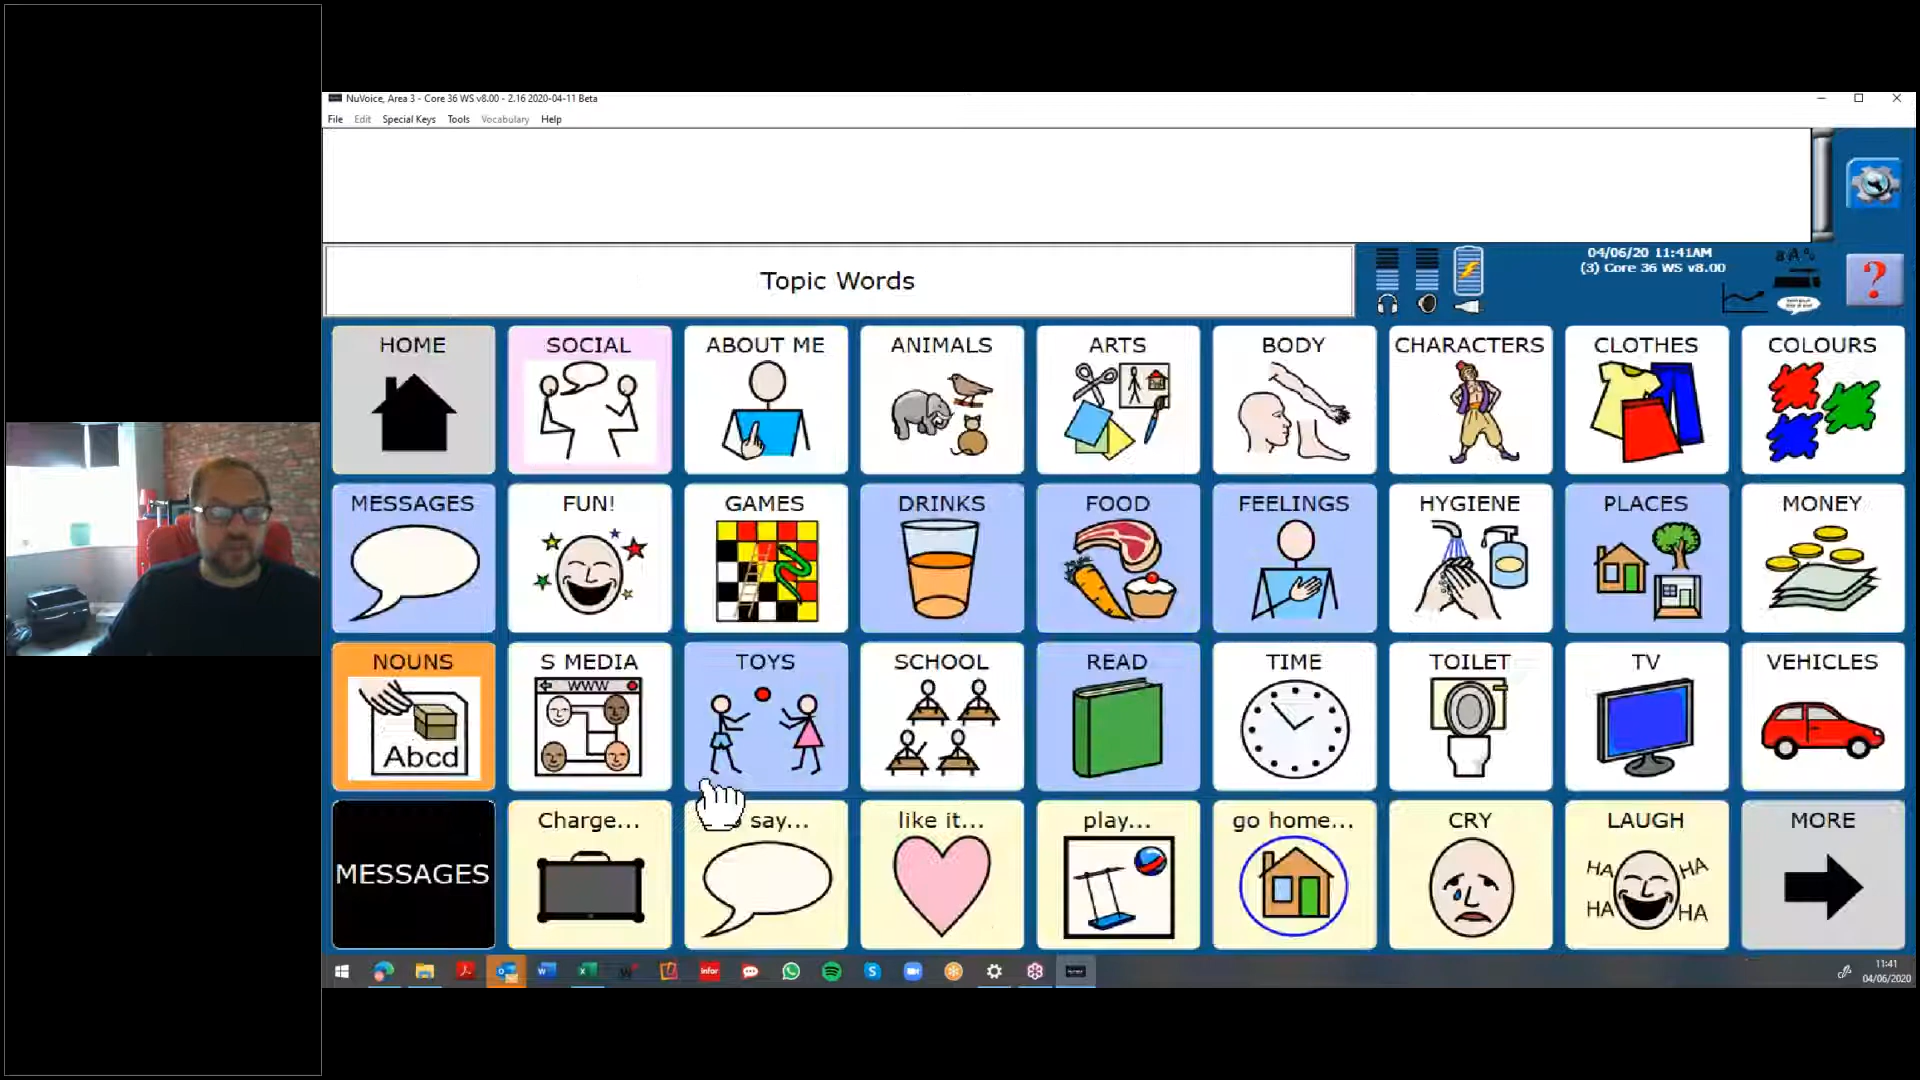 NuVoice, Area 3 - Core 36 WS v8.00 - 2.16 2020-04-11 Beta
File Edit Special Keys Tools Vocabulary Help
04/06/20 11:41AM
(3) Core 36 WS v8.00
Topic Words
HOME SOCIAL ABOUT ME ANIMALS ARTS BODY CHARACTERS CLOTHES COLOURS
MESSAGES FUN! GAMES DRINKS FOOD FEELINGS HYGIENE PLACES MONEY
NOUNS S MEDIA TOYS SCHOOL READ TIME TOILET TV VEHICLES
WWW
Abcd
Charge... say... like it... play... go home... CRY LAUGH MORE
MESSAGES
HA HA
HA HA
infor
11:41
04/06/2020